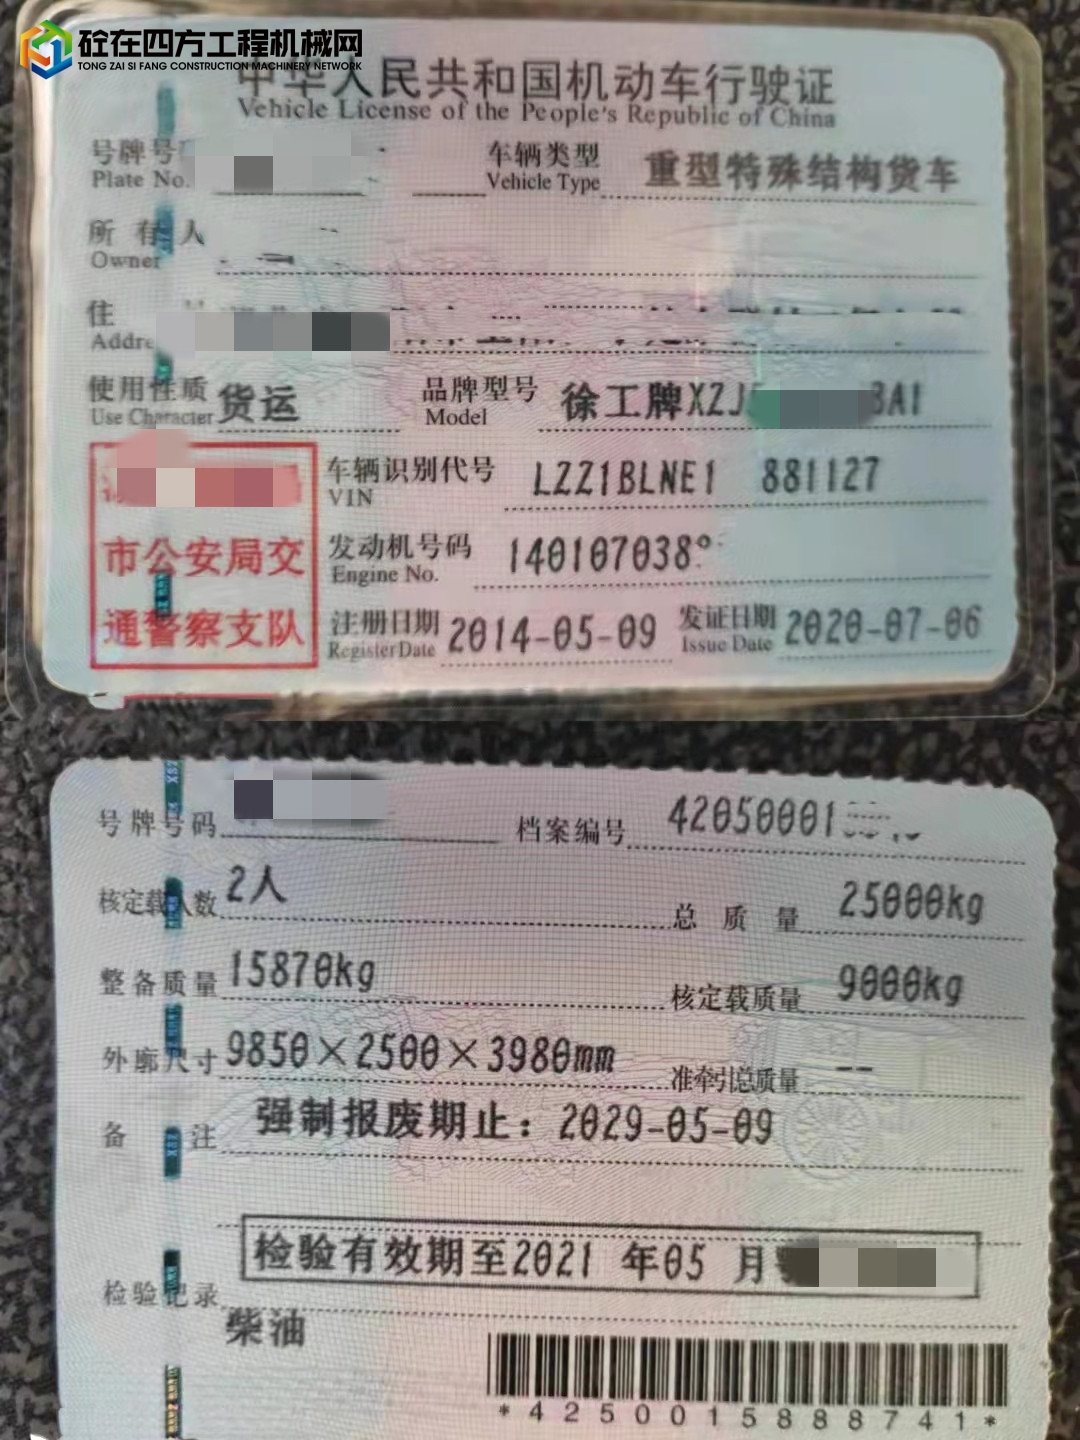 砼在四方工程机械网
TONG ZAI SI FANG CONSTRUCTION MACHINERY NETWORK
中华人民共和国机动车行驶证
Vehicle License of the People's Republic of China
号牌号 车辆类型 重型特殊结构货车
Plate No. Vehicle Type
所有人
Owner
住
Addre
使用性质 货运 品牌型号 徐工牌XZJ 3A1
Use Character Model
车辆识别代号 LZZ1BLNE1 881127
VIN
市公安局交
通警察支队
发动机号码 140107038
Engine No.
注册日期 2014-05-09 发证日期 2020-07-06
Register Date Issue Date
号牌号码 档案编号 42050001
核定载人数 2人 总质量 25000kg
整备质量 15870kg 核定载质量 9000kg
外廓尺寸 9850×2500×3980mm 准牵引总质量 --
备注 强制报废期止：2029-05-09
检验有效期至2021 年05 月
检验记录
柴油
*4250015888741*